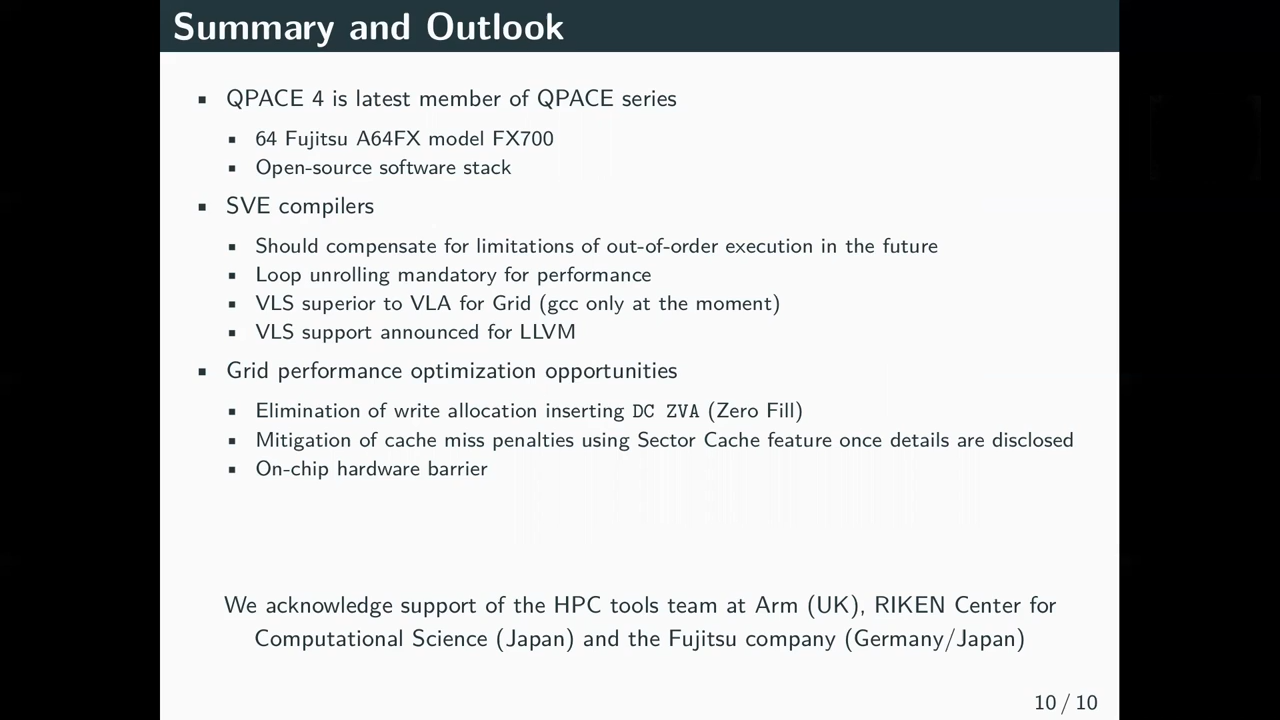 Summary and Outlook
▪ QPACE 4 is latest member of QPACE series
▪ 64 Fujitsu A64FX model FX700
▪ Open-source software stack
▪ SVE compilers
▪ Should compensate for limitations of out-of-order execution in the future
▪ Loop unrolling mandatory for performance
▪ VLS superior to VLA for Grid (gcc only at the moment)
▪ VLS support announced for LLVM
▪ Grid performance optimization opportunities
▪ Elimination of write allocation inserting DC ZVA (Zero Fill)
▪ Mitigation of cache miss penalties using Sector Cache feature once details are disclosed
▪ On-chip hardware barrier
We acknowledge support of the HPC tools team at Arm (UK), RIKEN Center for
Computational Science (Japan) and the Fujitsu company (Germany/Japan)
10 / 10